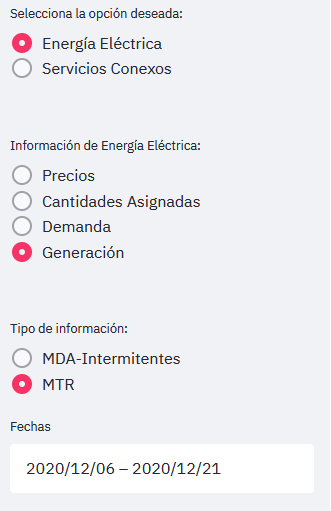 Selecciona la opción deseada:
Energía Eléctrica
Servicios Conexos
Información de Energía Eléctrica:
Precios
Cantidades Asignadas
Demanda
Generación
Tipo de información:
MDA-Intermitentes
MTR
Fechas
2020/12/06 – 2020/12/21